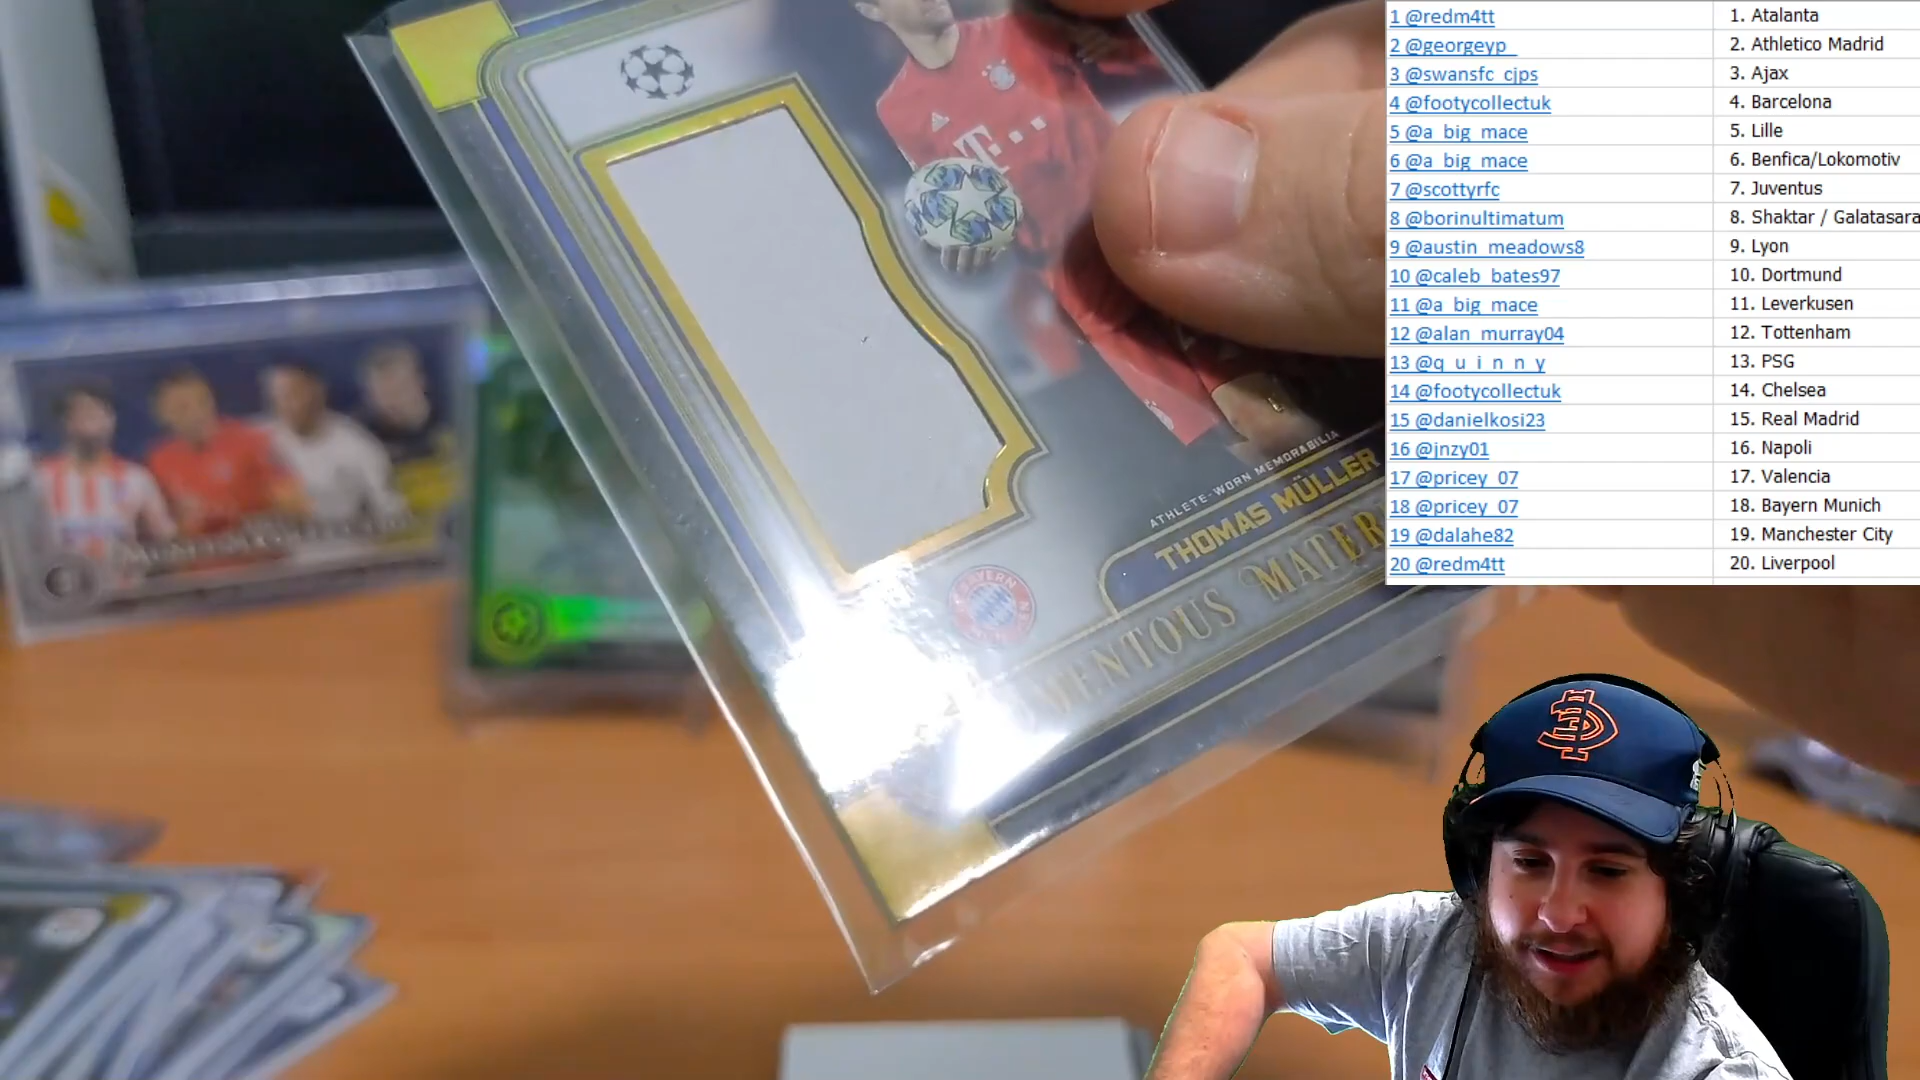 1 @redm4tt 1. Atalanta
2 @georgeyp_ 2. Athletico Madrid
3 @swansfc_cjps 3. Ajax
4 @footycollectuk 4. Barcelona
5 @a_big_mace 5. Lille
6 @a_big_mace 6. Benfica/Lokomotiv
7 @scottyrfc 7. Juventus
8 @borinultimatum 8. Shaktar / Galatasara
9 @austin_meadows8 9. Lyon
10 @caleb_bates97 10. Dortmund
11 @a_big_mace 11. Leverkusen
12 @alan_murray04 12. Tottenham
13 @q_u_i_n_n_y 13. PSG
14 @footycollectuk 14. Chelsea
15 @danielkosi23 15. Real Madrid
16 @jnzy01 16. Napoli
17 @pricey_07 17. Valencia
18 @pricey_07 18. Bayern Munich
19 @dalahe82 19. Manchester City
20 @redm4tt 20. Liverpool
·T··
ATHLETE-WORN MEMORABILIA
THOMAS MÜLLER
MENTOUS MATER
BAYERN